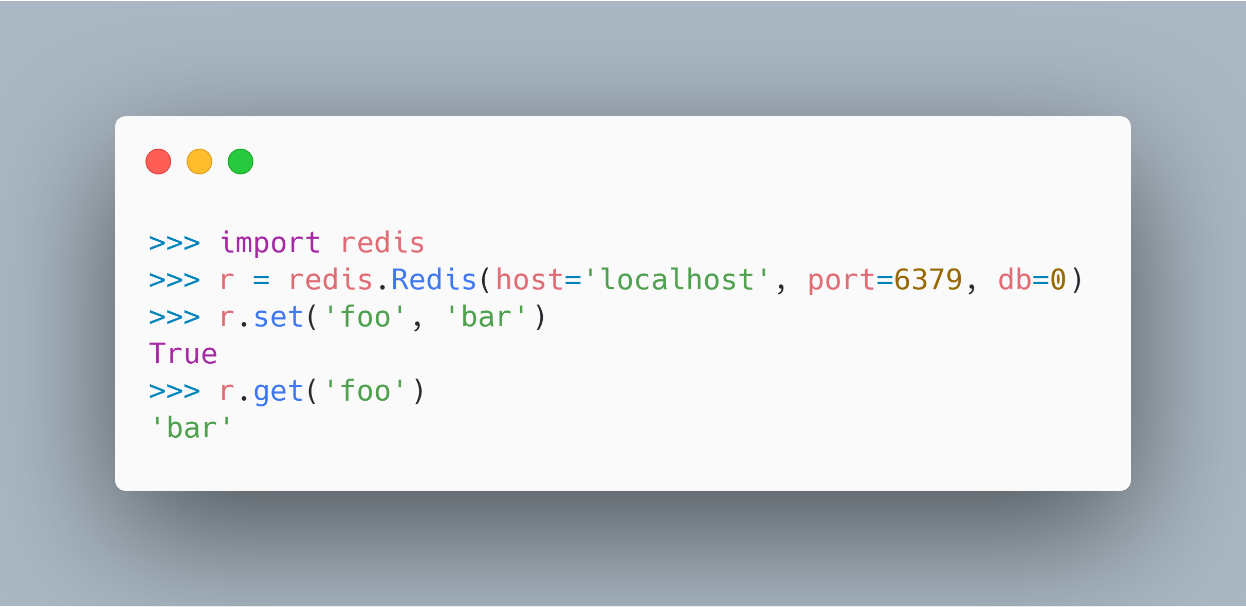 >>> import redis
>>> r = redis.Redis(host='localhost', port=6379, db=0)
>>> r.set('foo', 'bar')
True
>>> r.get('foo')
'bar'